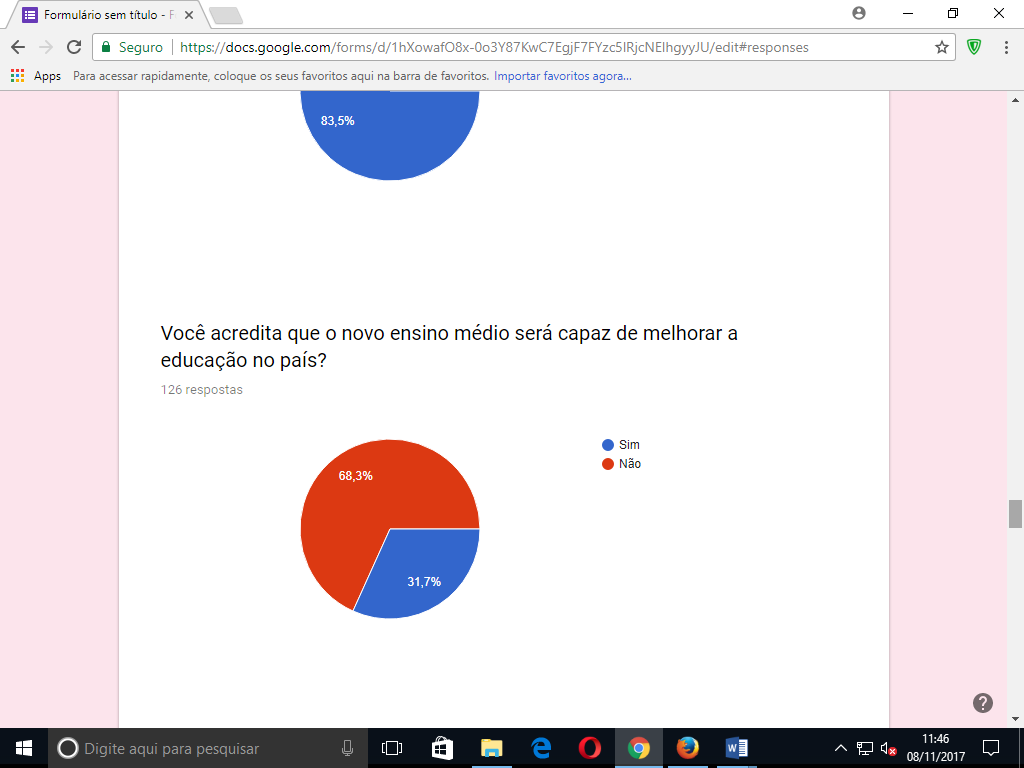 Formulário sem título - F
Seguro
https://docs.google.com/forms/d/1hXowafO8x-0o3Y87KwC7EgjF7FYzc5IRjcNEIhgyyJU/edit#responses
Apps
Para acessar rapidamente, coloque os seus favoritos aqui na barra de favoritos. Importar favoritos agora...
83,5%
Você acredita que o novo ensino médio será capaz de melhorar a
educação no país?
126 respostas
Sim
Não
68,3%
31,7%
?
Digite aqui para pesquisar
11:46
08/11/2017